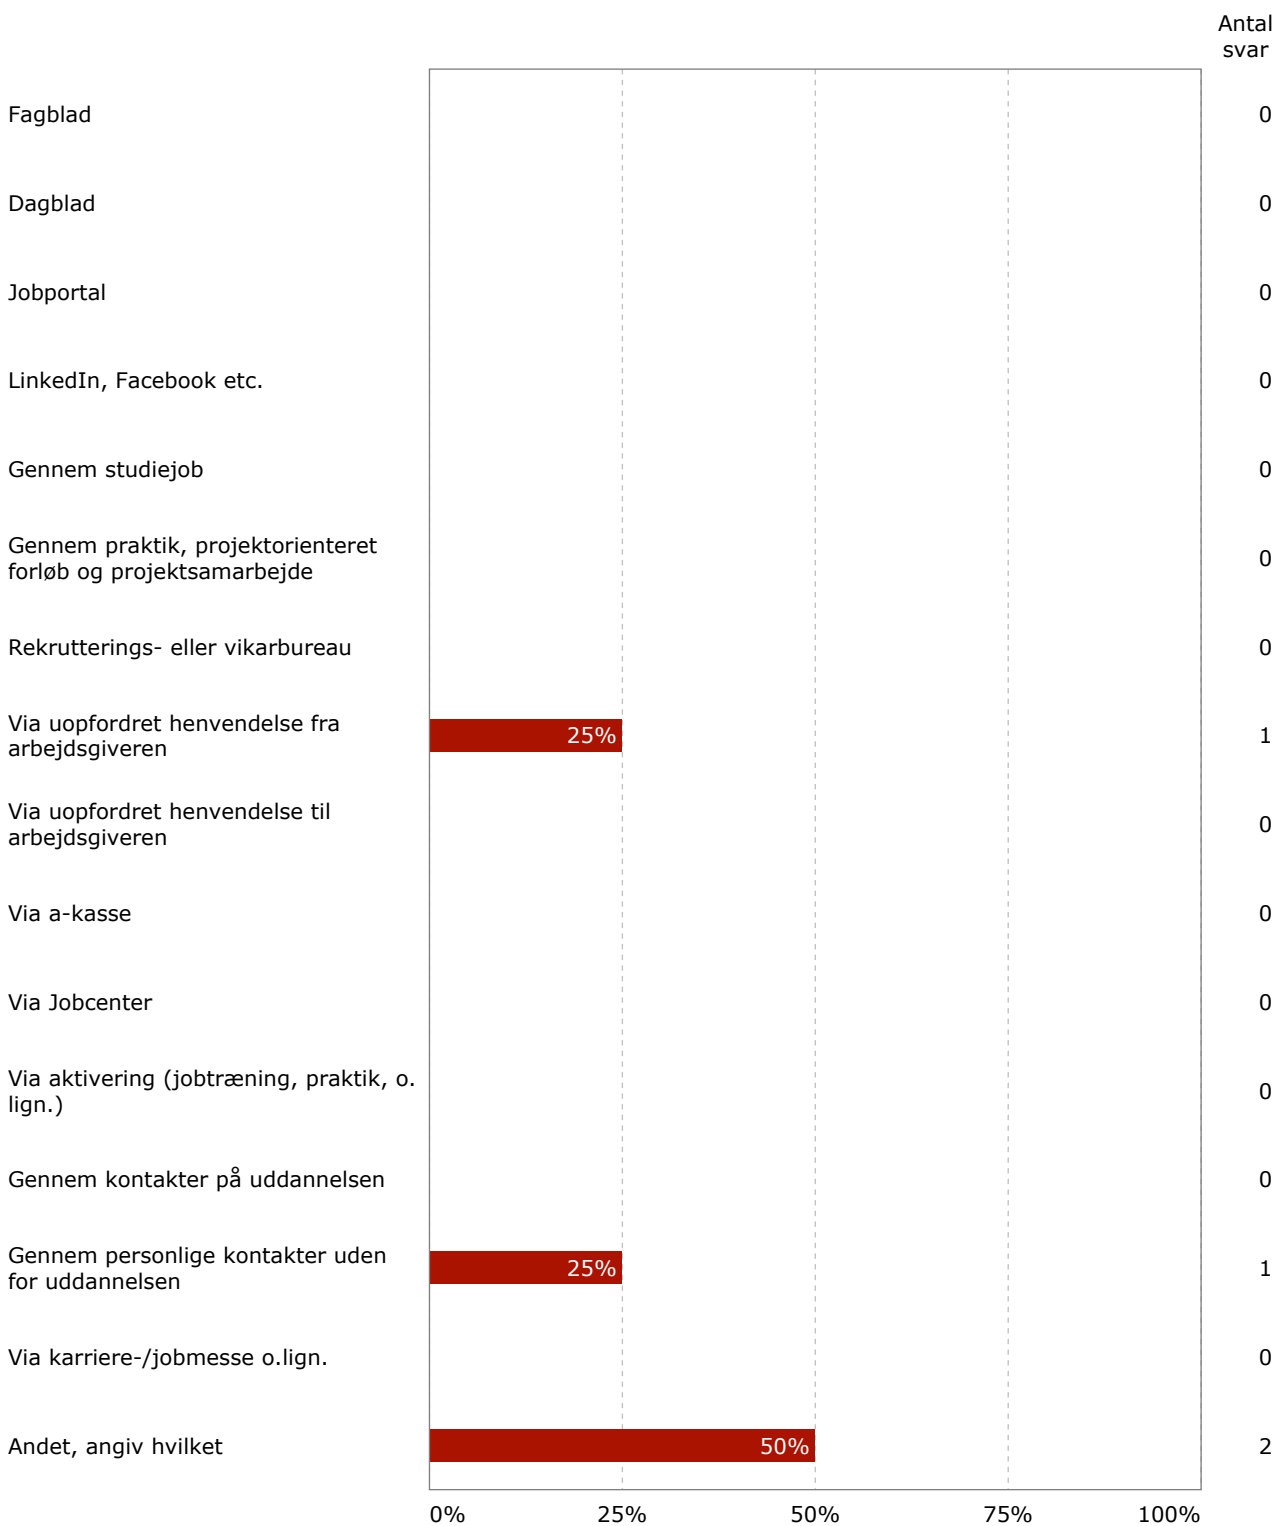 Antal
svar
Fagblad 0
Dagblad 0
Jobportal 0
LinkedIn, Facebook etc. 0
Gennem studiejob 0
Gennem praktik, projektorienteret
forløb og projektsamarbejde 0
Rekrutterings- eller vikarbureau 0
Via uopfordret henvendelse fra
arbejdsgiveren 25% 1
Via uopfordret henvendelse til
arbejdsgiveren 0
Via a-kasse 0
Via Jobcenter 0
Via aktivering (jobtræning, praktik, o.
lign.) 0
Gennem kontakter på uddannelsen 0
Gennem personlige kontakter uden
for uddannelsen 25% 1
Via karriere-/jobmesse o.lign. 0
Andet, angiv hvilket 50% 2
0% 25% 50% 75% 100%